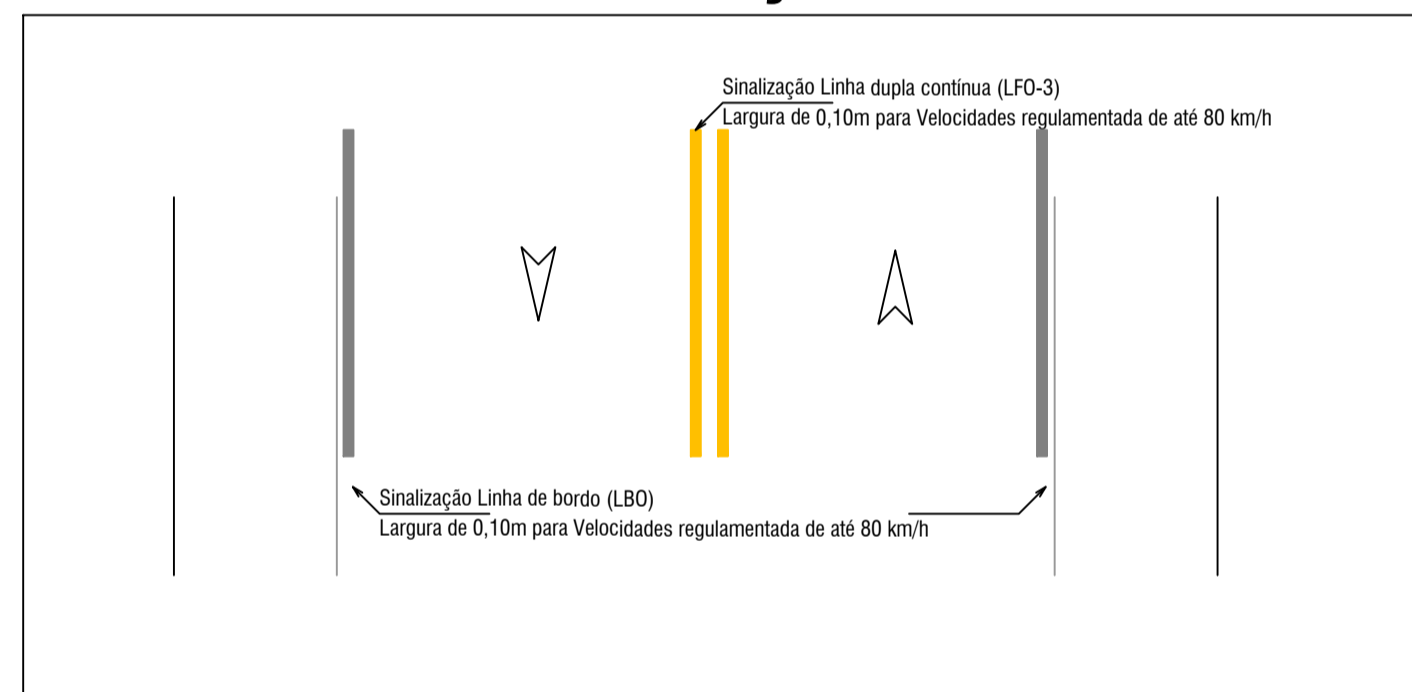 Sinalização Linha dupla contínua (LFO-3)
Largura de 0,10m para Velocidades regulamentada de até 80 km/h
Sinalização Linha de bordo (LBO)
Largura de 0,10m para Velocidades regulamentada de até 80 km/h